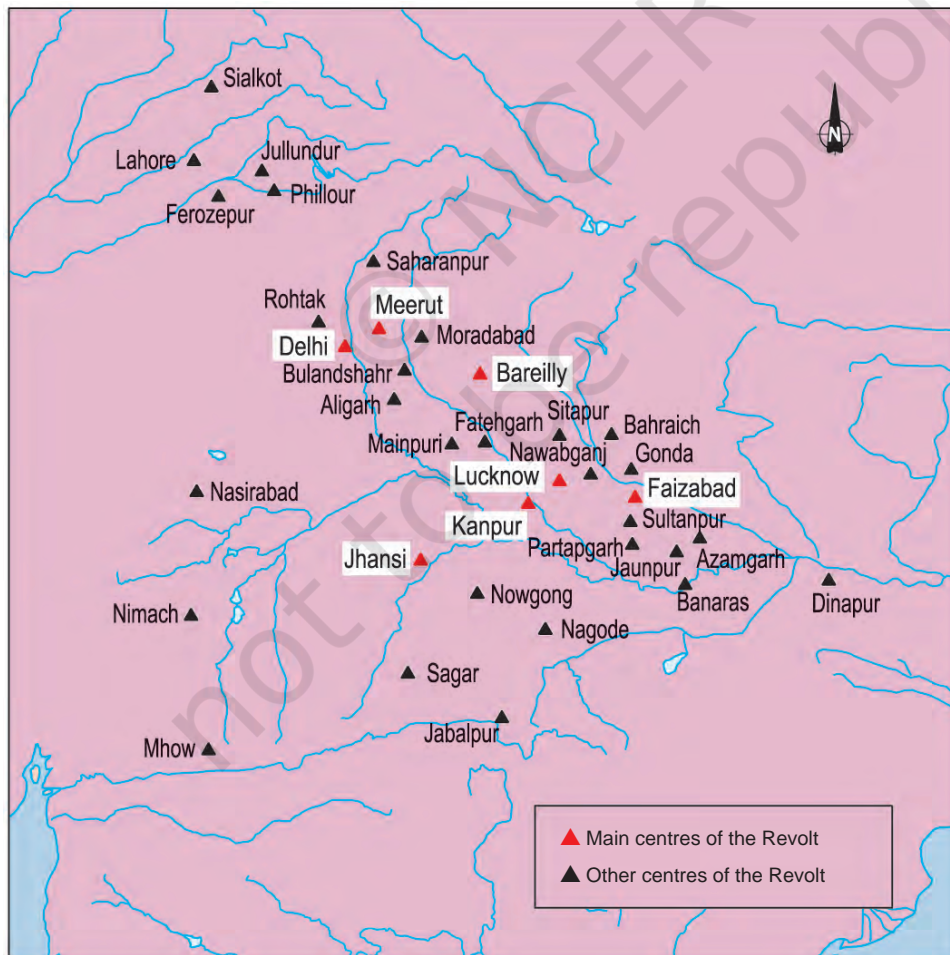 © NCERT
not to be republi
Sialkot
N
Lahore
Jullundur
Phillour
Ferozepur
Saharanpur
Rohtak
Meerut
Moradabad
Delhi
Bulandshahr
Bareilly
Aligarh
Sitapur
Fatehgarh
Bahraich
Mainpuri
Nawabganj
Gonda
Lucknow
Faizabad
Nasirabad
Sultanpur
Kanpur
Partapgarh
Azamgarh
Jhansi
Jaunpur
Banaras
Dinapur
Nowgong
Nimach
Nagode
Sagar
Jabalpur
Mhow
Main centres of the Revolt
Other centres of the Revolt